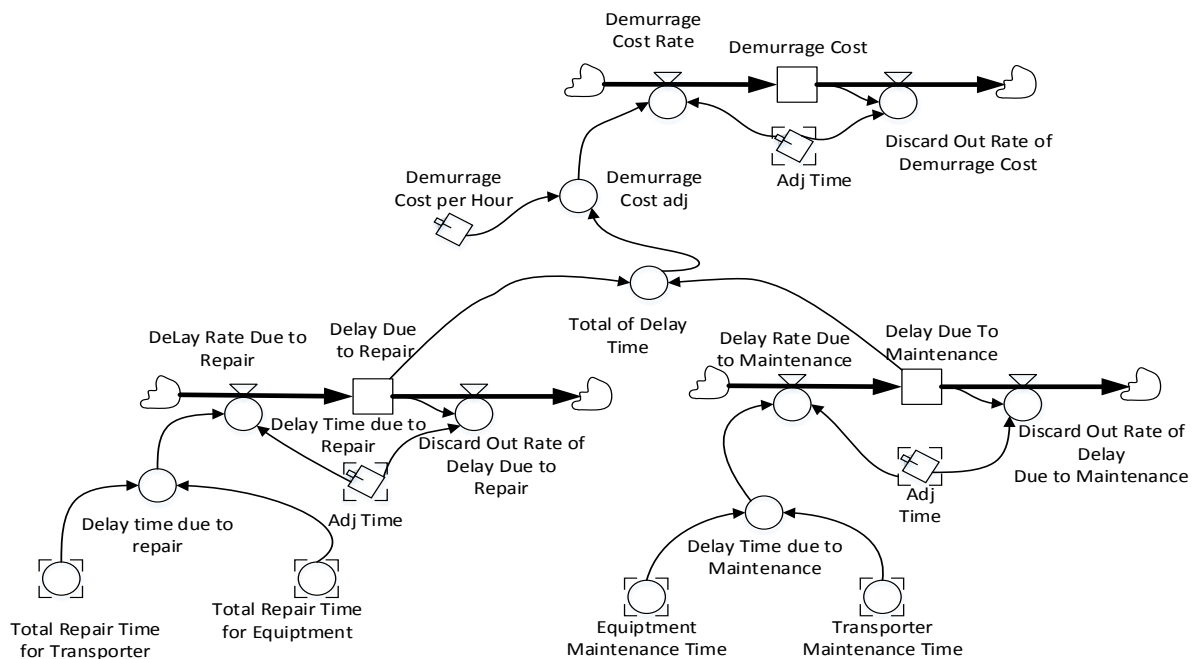 Demurrage
Cost Rate
Demurrage Cost
Discard Out Rate of
Demurrage Cost
Adj Time
Demurrage
Cost per Hour
Demurrage
Cost adj
Total of Delay
Time
DeLay Rate Due to
Repair
Delay Due
to Repair
Delay Time due to
Repair
Discard Out Rate of
Delay Due to
Repair
Adj Time
Delay time due to
repair
Total Repair Time
for Transporter
Total Repair Time
for Equiptment
Delay Rate Due
to Maintenance
Delay Due To
Maintenance
Discard Out Rate of
Delay
Due to Maintenance
Adj
Time
Delay Time due to
Maintenance
Equiptment
Maintenance Time
Transporter
Maintenance Time